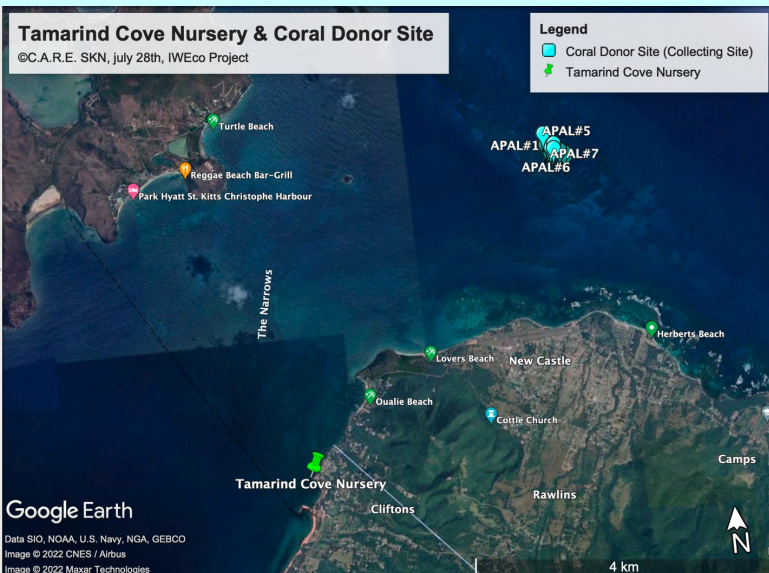 Tamarind Cove Nursery & Coral Donor Site
©C.A.R.E. SKN, july 28th, IWEco Project
Legend
Coral Donor Site (Collecting Site)
Tamarind Cove Nursery
Turtle Beach
APAL#5
APAL#1
APAL#7
APAL#6
Reggae Beach Bar-Grill
Park Hyatt St. Kitts Christophe Harbour
The Narrows
Herberts Beach
Lovers Beach
New Castle
Oualie Beach
Cottle Church
Camps
Tamarind Cove Nursery
Rawlins
Cliftons
Google Earth
N
Data SIO, NOAA, U.S. Navy, NGA, GEBCO
Image © 2022 CNES / Airbus
Image © 2022 Maxar Technologies
4 km